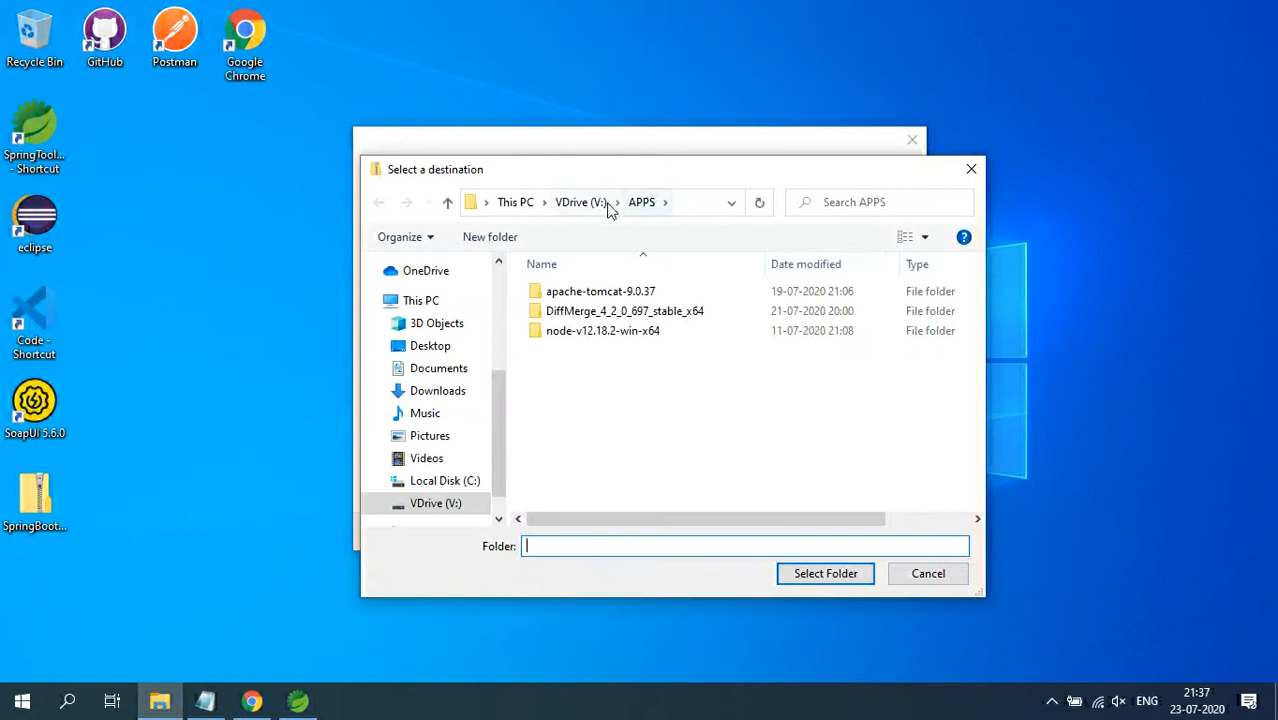 Recycle Bin
GitHub
Postman
Google
Chrome
SpringTool...
- Shortcut
eclipse
Code -
Shortcut
SoapUI 5.6.0
SpringBoot...
Select a destination
This PC
VDrive (V:)
APPS
Search APPS
Organize
New folder
Name
Date modified
Type
OneDrive
This PC
3D Objects
Desktop
Documents
Downloads
Music
Pictures
Videos
Local Disk (C:)
VDrive (V:)
apache-tomcat-9.0.37 19-07-2020 21:06 File folder
DiffMerge_4_2_0_697_stable_x64 21-07-2020 20:00 File folder
node-v12.18.2-win-x64 11-07-2020 21:08 File folder
Folder:
Select Folder
Cancel
ENG
21:37
23-07-2020